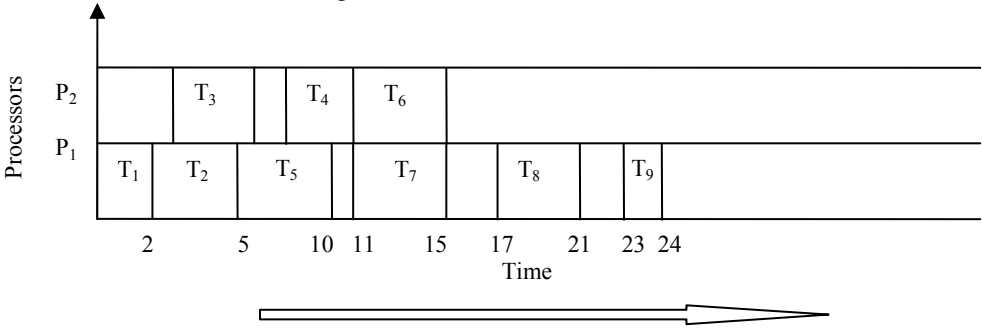 Processors
P₂ T₃ T₄ T₆
P₁ T₁ T₂ T₅ T₇ T₈ T₉
2 5 10 11 15 17 21 23 24
Time